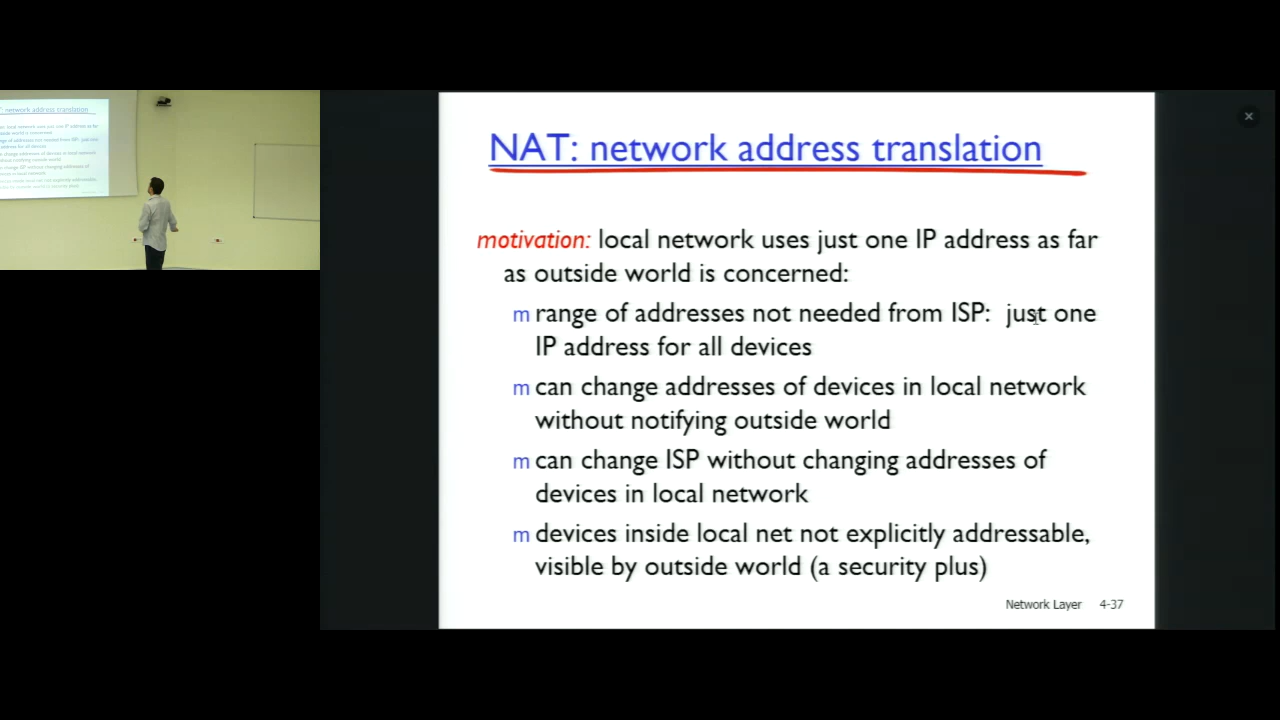 NAT: network address translation
motivation: local network uses just one IP address as far
as outside world is concerned:
m range of addresses not needed from ISP: just one
IP address for all devices
m can change addresses of devices in local network
without notifying outside world
m can change ISP without changing addresses of
devices in local network
m devices inside local net not explicitly addressable,
visible by outside world (a security plus)
Network Layer 4-37